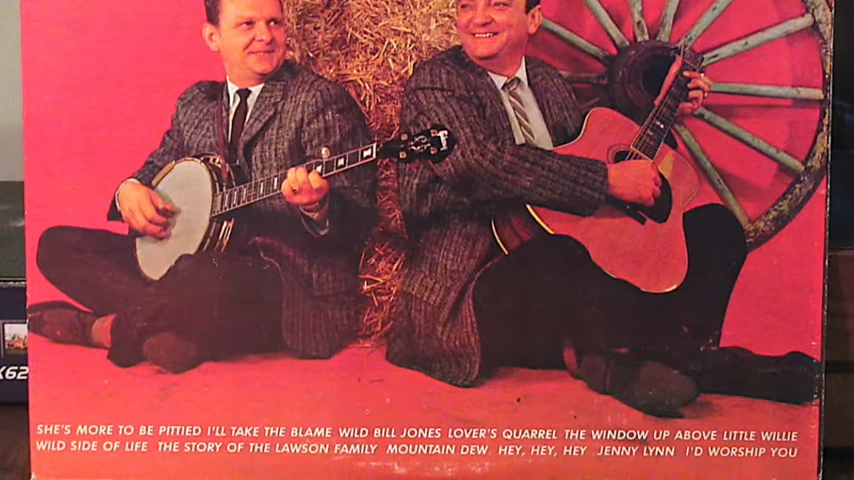 Gibson
X62
SHE'S MORE TO BE PITTIED I'LL TAKE THE BLAME WILD BILL JONES LOVER'S QUARREL THE WINDOW UP ABOVE LITTLE WILLIE
WILD SIDE OF LIFE THE STORY OF THE LAWSON FAMILY MOUNTAIN DEW HEY, HEY, HEY JENNY LYNN I'D WORSHIP YOU